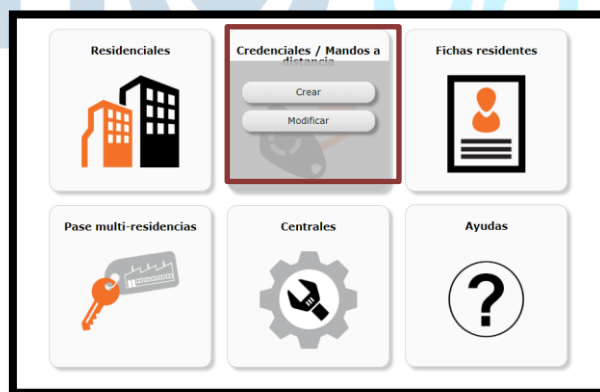 Residenciales
Credenciales / Mandos a
distancia
Crear
Modificar
Fichas residentes
Pase multi-residencias
Centrales
Ayudas
?